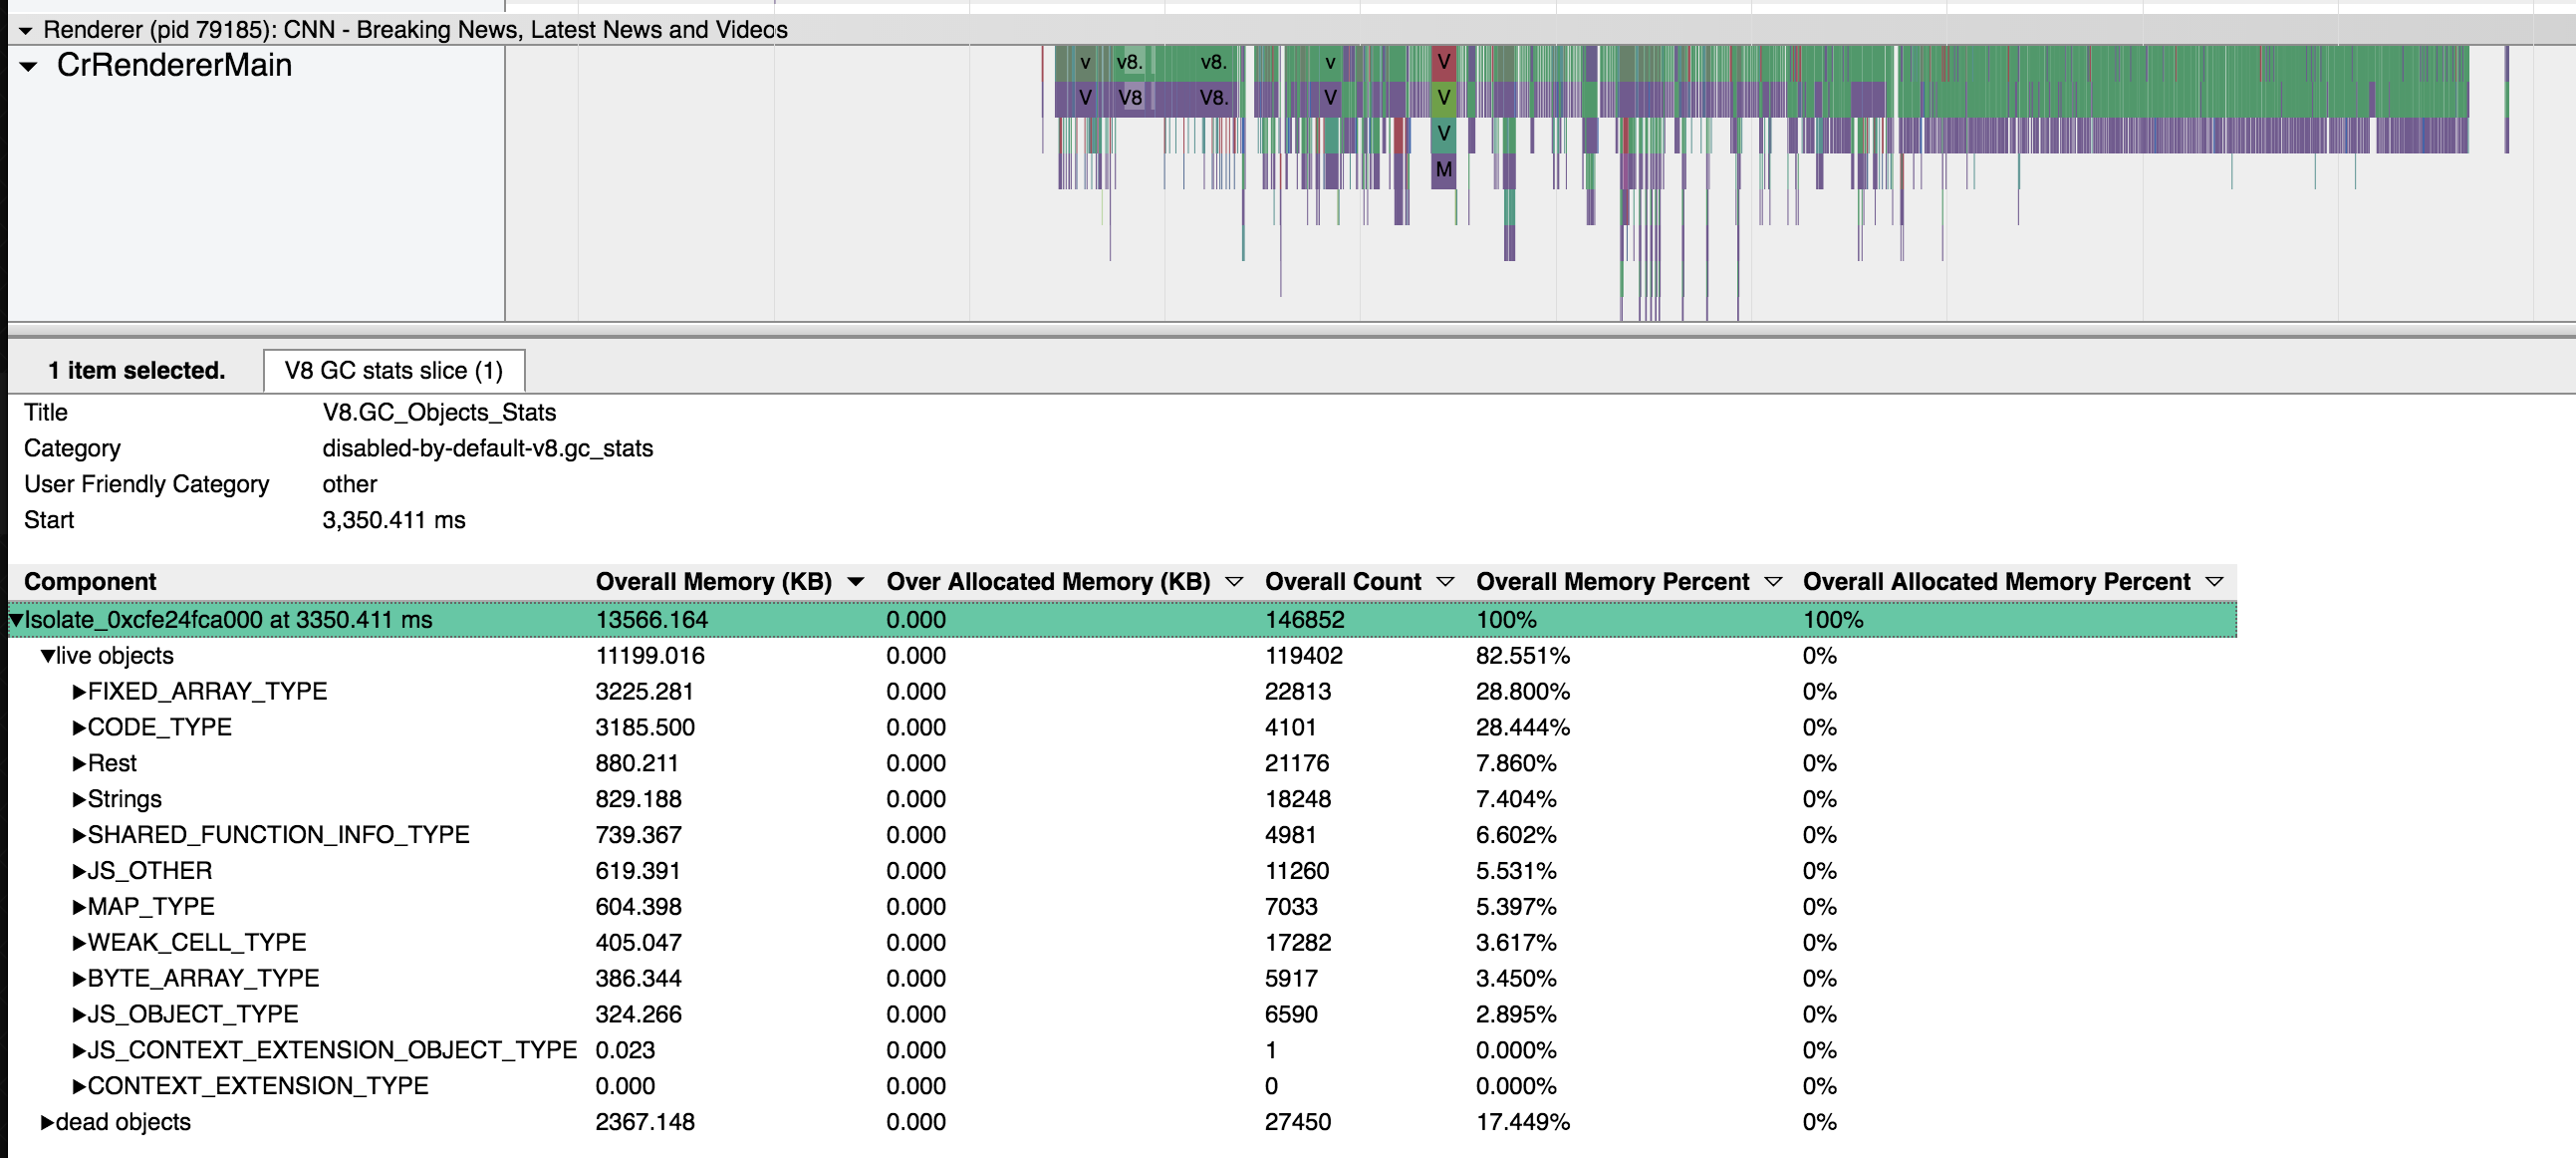 Renderer (pid 79185): CNN - Breaking News, Latest News and Videos
CrRendererMain
v v8. v8. v V
V V8 V8. V V
V
M
1 item selected. V8 GC stats slice (1)
Title V8.GC_Objects_Stats
Category disabled-by-default-v8.gc_stats
User Friendly Category other
Start 3,350.411 ms
Component Overall Memory (KB) Over Allocated Memory (KB) Overall Count Overall Memory Percent Overall Allocated Memory Percent
Isolate_0xcfe24fca000 at 3350.411 ms 13566.164 0.000 146852 100% 100%
live objects 11199.016 0.000 119402 82.551% 0%
FIXED_ARRAY_TYPE 3225.281 0.000 22813 28.800% 0%
CODE_TYPE 3185.500 0.000 4101 28.444% 0%
Rest 880.211 0.000 21176 7.860% 0%
Strings 829.188 0.000 18248 7.404% 0%
SHARED_FUNCTION_INFO_TYPE 739.367 0.000 4981 6.602% 0%
JS_OTHER 619.391 0.000 11260 5.531% 0%
MAP_TYPE 604.398 0.000 7033 5.397% 0%
WEAK_CELL_TYPE 405.047 0.000 17282 3.617% 0%
BYTE_ARRAY_TYPE 386.344 0.000 5917 3.450% 0%
JS_OBJECT_TYPE 324.266 0.000 6590 2.895% 0%
JS_CONTEXT_EXTENSION_OBJECT_TYPE 0.023 0.000 1 0.000% 0%
CONTEXT_EXTENSION_TYPE 0.000 0.000 0 0.000% 0%
dead objects 2367.148 0.000 27450 17.449% 0%